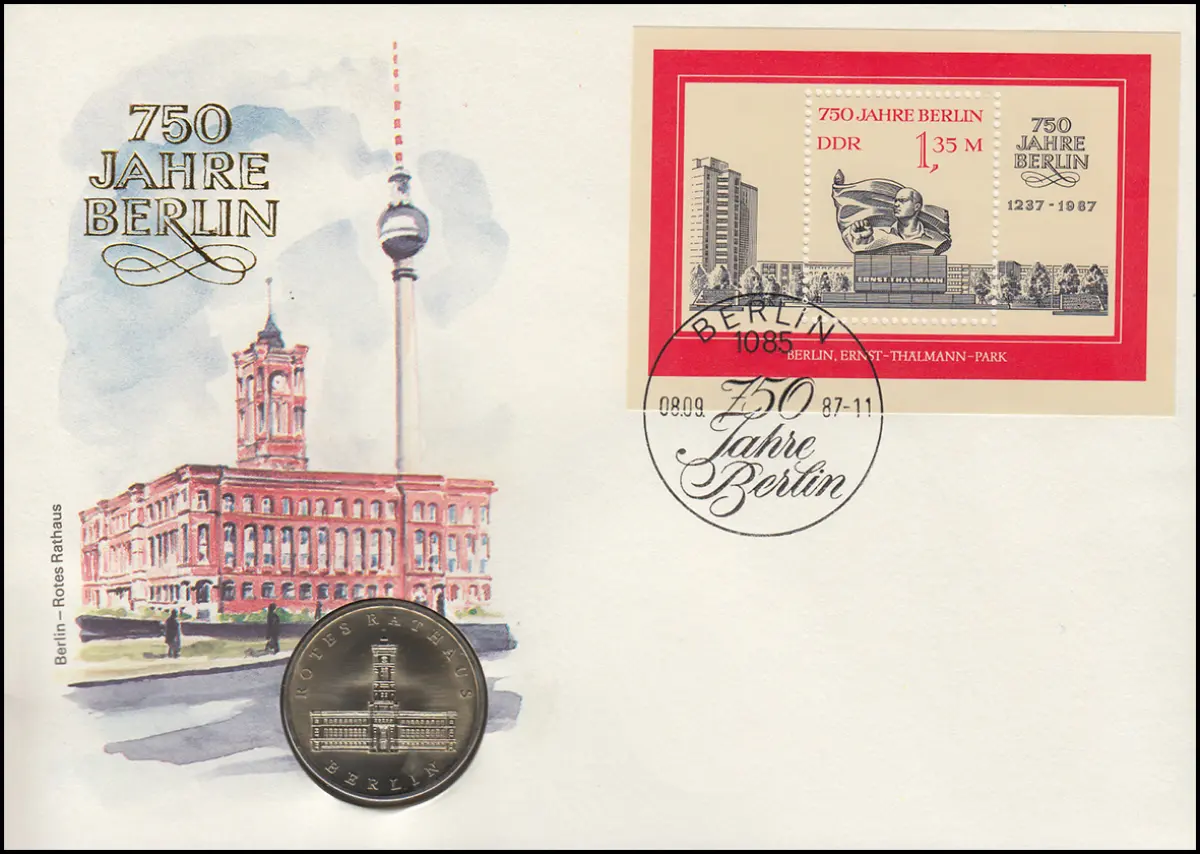 750
JAHRE
BERLIN
Berlin – Rotes Rathaus
ROTES RATHAUS
BERLIN
750 JAHRE BERLIN
DDR 1,35 M
750
JAHRE
BERLIN
1237-1987
ERNST THÄLMANN
BERLIN, ERNST-THÄLMANN-PARK
BERLIN
1085
08.09. 750 87-11
Jahre
Berlin